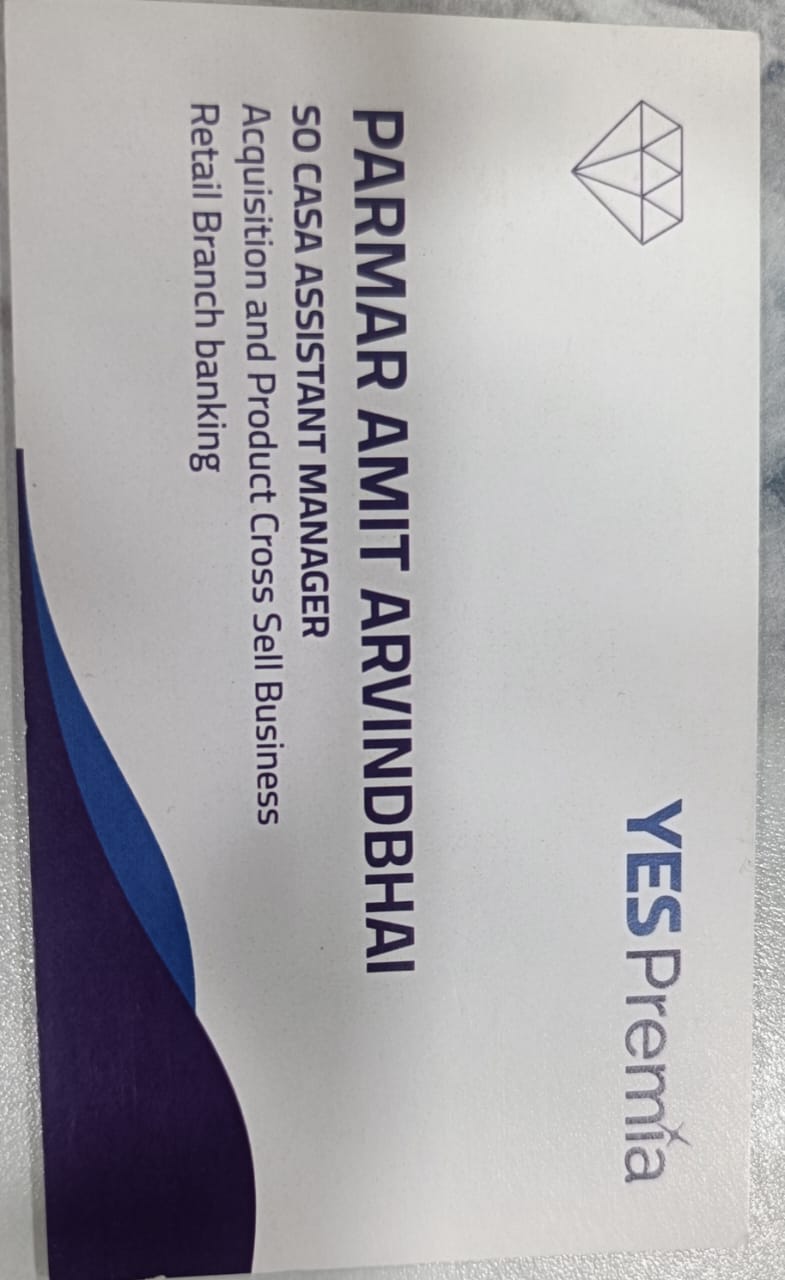 YES Premia
PARMAR AMIT ARVINDBHAI
SO CASA ASSISTANT MANAGER
Acquisition and Product Cross Sell Business
Retail Branch banking